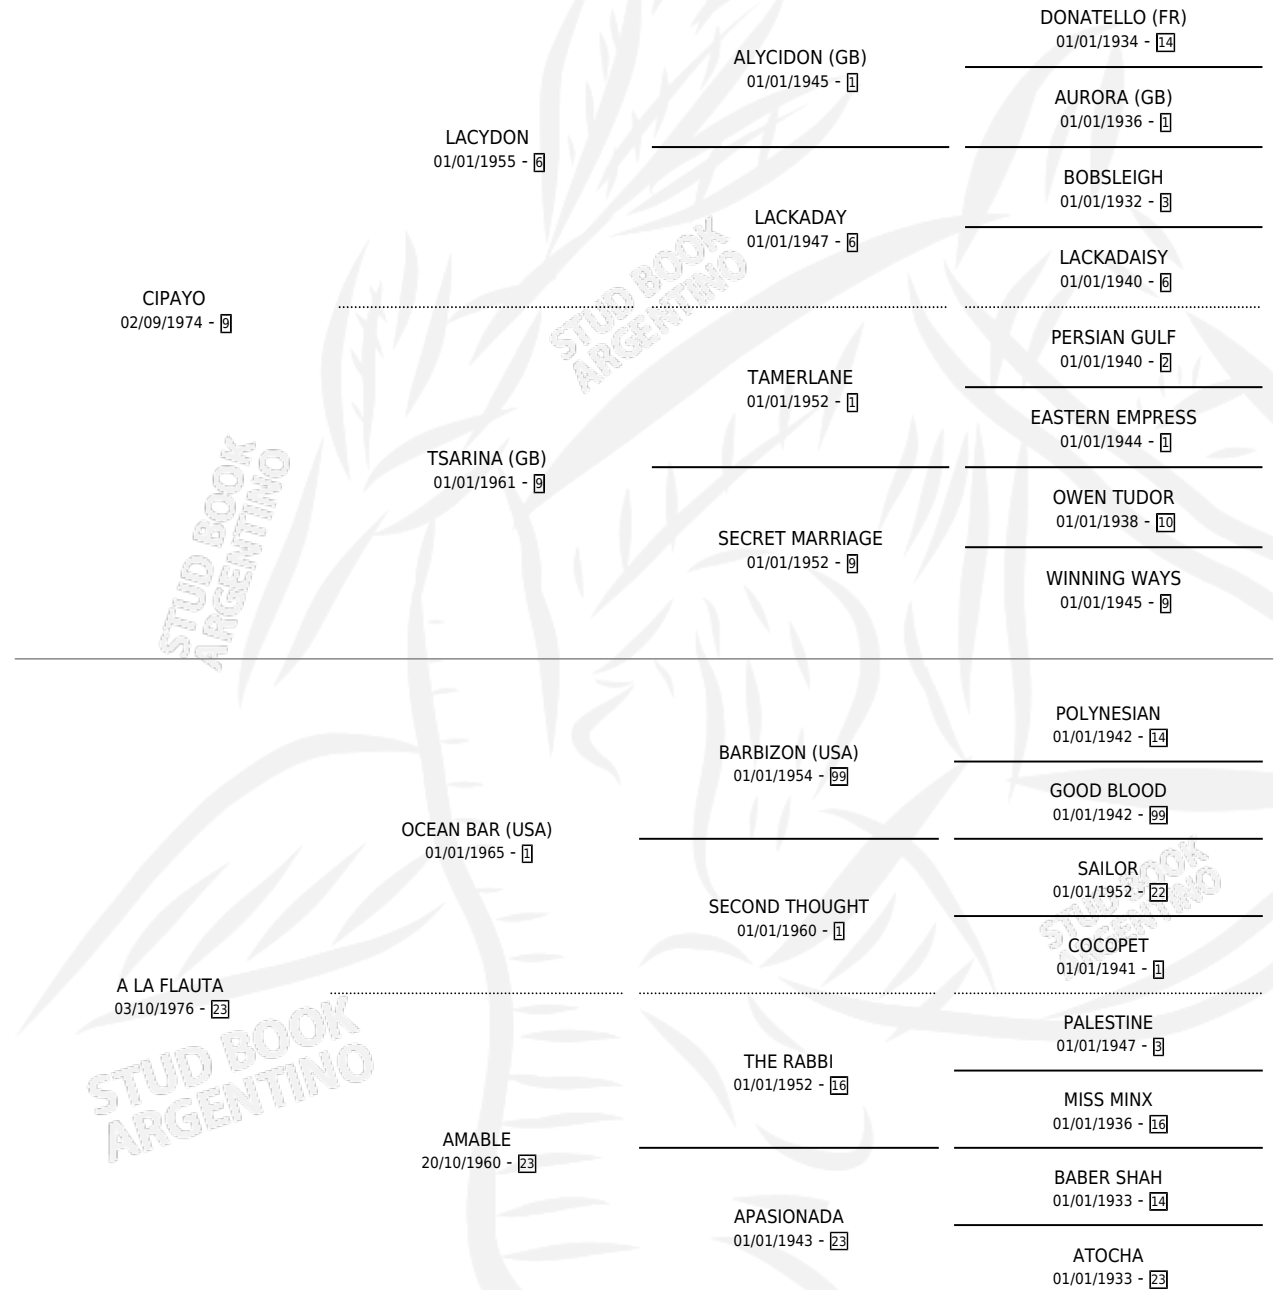 DONATELLO (FR)
01/01/1934 - 14
ALYCIDON (GB)
01/01/1945 - 1
AURORA (GB)
01/01/1936 - 1
LACYDON
01/01/1955 - 6
BOBSLEIGH
01/01/1932 - 3
LACKADAY
01/01/1947 - 6
LACKADAISY
01/01/1940 - 6
CIPAYO
02/09/1974 - 9
STUD BOOK
ARGENTINO
PERSIAN GULF
01/01/1940 - 2
TAMERLANE
01/01/1952 - 1
EASTERN EMPRESS
01/01/1944 - 1
TSARINA (GB)
01/01/1961 - 9
OWEN TUDOR
01/01/1938 - 10
SECRET MARRIAGE
01/01/1952 - 9
WINNING WAYS
01/01/1945 - 9
STUD BOOK
ARGENTINO
POLYNESIAN
01/01/1942 - 14
BARBIZON (USA)
01/01/1954 - 99
GOOD BLOOD
01/01/1942 - 99
OCEAN BAR (USA)
01/01/1965 - 1
SAILOR
01/01/1952 - 22
SECOND THOUGHT
01/01/1960 - 1
STUD BOOK
ARGENTINO
COCOPET
01/01/1941 - 1
A LA FLAUTA
03/10/1976 - 23
STUD BOOK
ARGENTINO
PALESTINE
01/01/1947 - 3
THE RABBI
01/01/1952 - 16
MISS MINX
01/01/1936 - 16
AMABLE
20/10/1960 - 23
BABER SHAH
01/01/1933 - 14
APASIONADA
01/01/1943 - 23
ATOCHA
01/01/1933 - 23